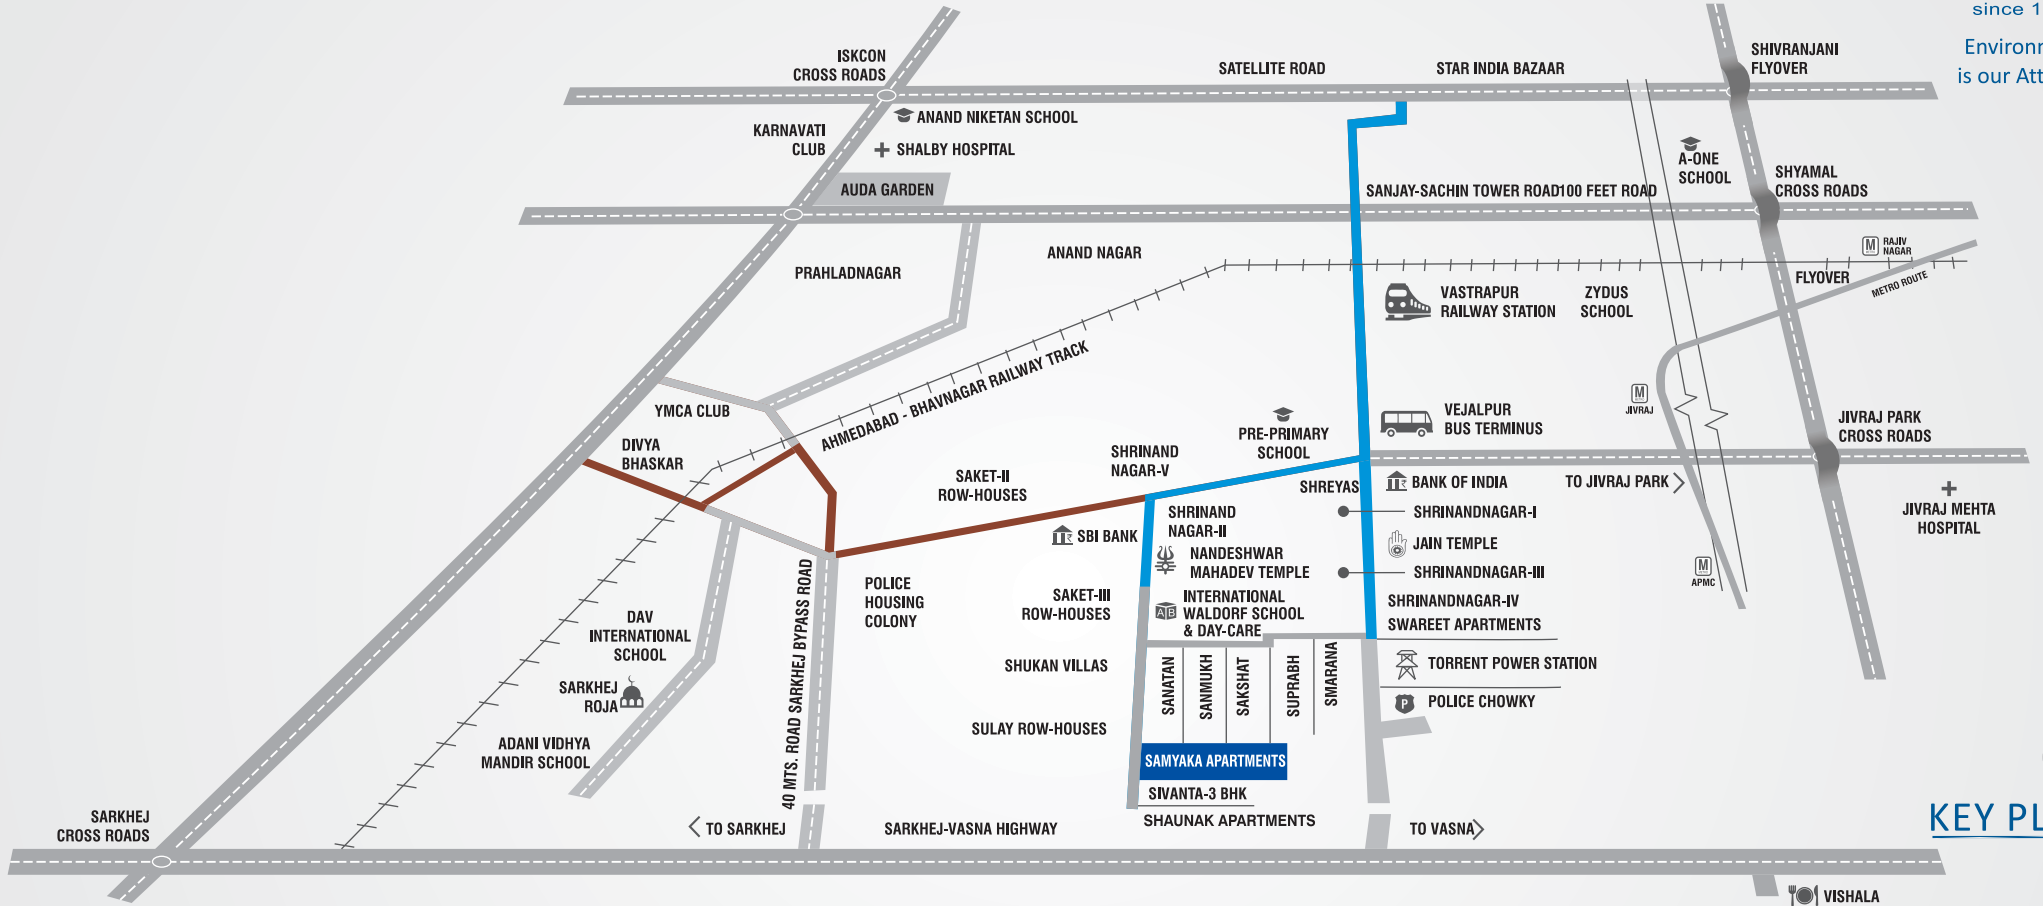 since 1
Environ
is our Att
ISKCON
CROSS ROADS
SATELLITE ROAD
STAR INDIA BAZAAR
SHIVRANJANI
FLYOVER
ANAND NIKETAN SCHOOL
KARNAVATI
CLUB
SHALBY HOSPITAL
AUDA GARDEN
SANJAY-SACHIN TOWER ROAD
100 FEET ROAD
A-ONE
SCHOOL
SHYAMAL
CROSS ROADS
PRAHLADNAGAR
ANAND NAGAR
M
RAJIV
NAGAR
FLYOVER
METRO ROUTE
VASTRAPUR
RAILWAY STATION
ZYDUS
SCHOOL
AHMEDABAD - BHAVNAGAR RAILWAY TRACK
YMCA CLUB
DIVYA
BHASKAR
M
JIVRAJ
PRE-PRIMARY
SCHOOL
VEJALPUR
BUS TERMINUS
JIVRAJ PARK
CROSS ROADS
SHRINAND
NAGAR-V
SAKET-II
ROW-HOUSES
SHREYAS
BANK OF INDIA
TO JIVRAJ PARK
JIVRAJ MEHTA
HOSPITAL
SBI BANK
SHRINAND
NAGAR-II
SHRINANDNAGAR-I
NANDESHWAR
MAHADEV TEMPLE
JAIN TEMPLE
SHRINANDNAGAR-III
M
APMC
POLICE
HOUSING
COLONY
SAKET-III
ROW-HOUSES
AB
INTERNATIONAL
WALDORF SCHOOL
& DAY-CARE
SHRINANDNAGAR-IV
SWAREET APARTMENTS
DAV
INTERNATIONAL
SCHOOL
SHUKAN VILLAS
SANATAN
SANMUKH
SAKSHAT
SUPRABH
SMARANA
TORRENT POWER STATION
SARKHEJ
ROJA
P
POLICE CHOWKY
40 MTS. ROAD SARKHEJ BYPASS ROAD
SULAY ROW-HOUSES
ADANI VIDHYA
MANDIR SCHOOL
SAMYAKA APARTMENTS
SIVANTA-3 BHK
SHAUNAK APARTMENTS
SARKHEJ
CROSS ROADS
TO SARKHEJ
SARKHEJ-VASNA HIGHWAY
TO VASNA
KEY PL
VISHALA